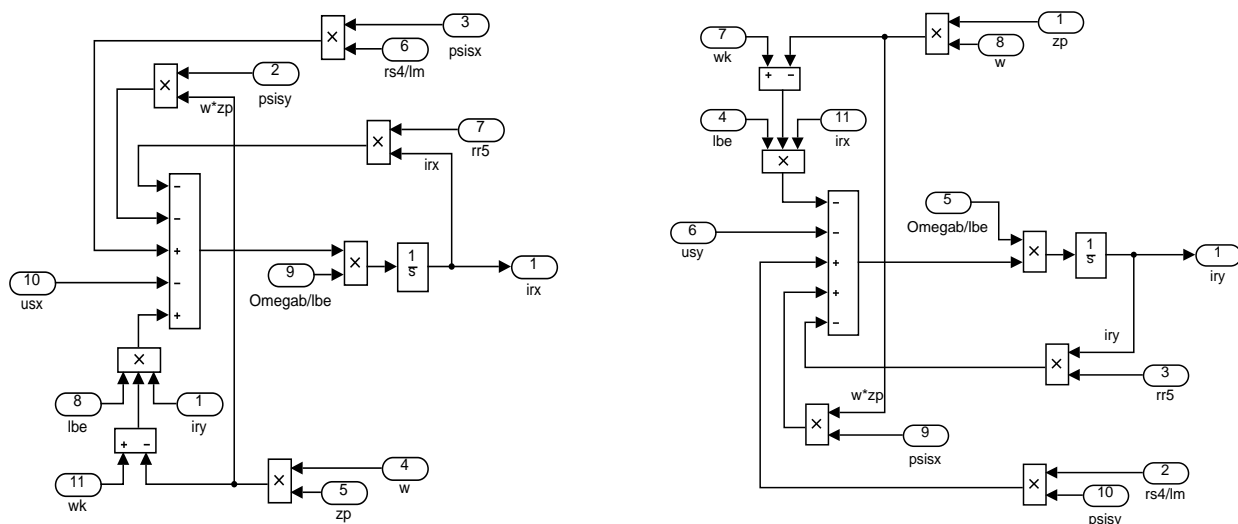 3
psisx
×
6
rs4/lm
2
psisy
×
w*zp
7
rr5
×
irx
−
−
+
−
+
10
usx
×
9
Omegab/lbe
1
s
1
irx
×
8
lbe
1
iry
+ −
11
wk
×
4
w
5
zp
7
wk
×
1
zp
8
w
+ −
4
lbe
11
irx
×
−
−
+
+
−
6
usy
5
Omegab/lbe
×
1
s
1
iry
iry
×
3
rr5
w*zp
×
9
psisx
×
2
rs4/lm
10
psisy